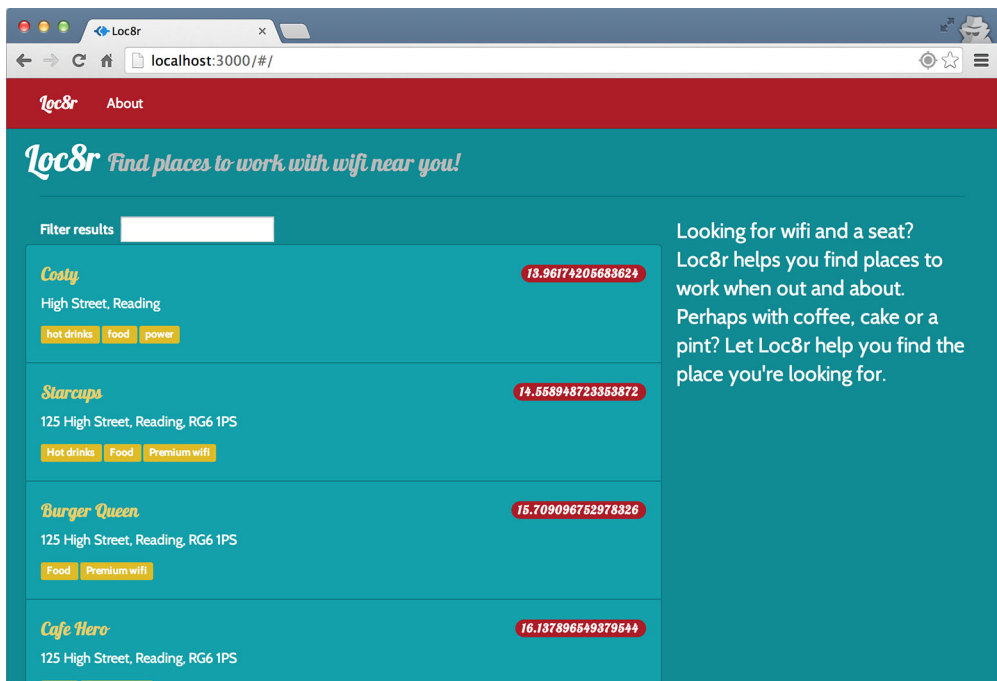 Loc8r
localhost:3000/#/
Loc8r About
Loc8r Find places to work with wifi near you!
Filter results
Costy 13.96174205683624
High Street, Reading
hot drinks food power
Starcups 14.558948723353872
125 High Street, Reading, RG6 1PS
Hot drinks Food Premium wifi
Burger Queen 15.709096752978326
125 High Street, Reading, RG6 1PS
Food Premium wifi
Cafe Hero 16.137896549379544
125 High Street, Reading, RG6 1PS
Looking for wifi and a seat?
Loc8r helps you find places to
work when out and about.
Perhaps with coffee, cake or a
pint? Let Loc8r help you find the
place you're looking for.